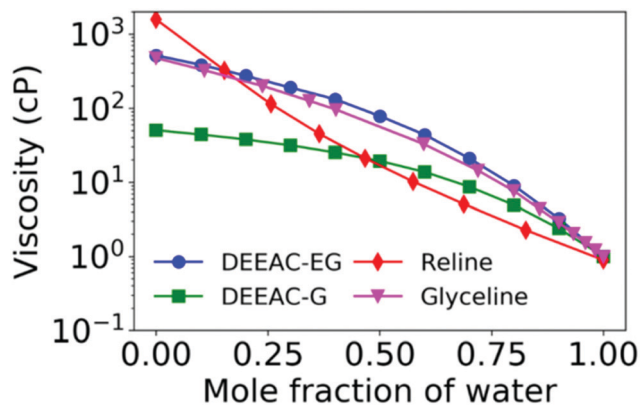 Viscosity (cP)
10³
10²
10¹
10⁰
10⁻¹
DEEAC-EG
Reline
DEEAC-G
Glyceline
0.00 0.25 0.50 0.75 1.00
Mole fraction of water